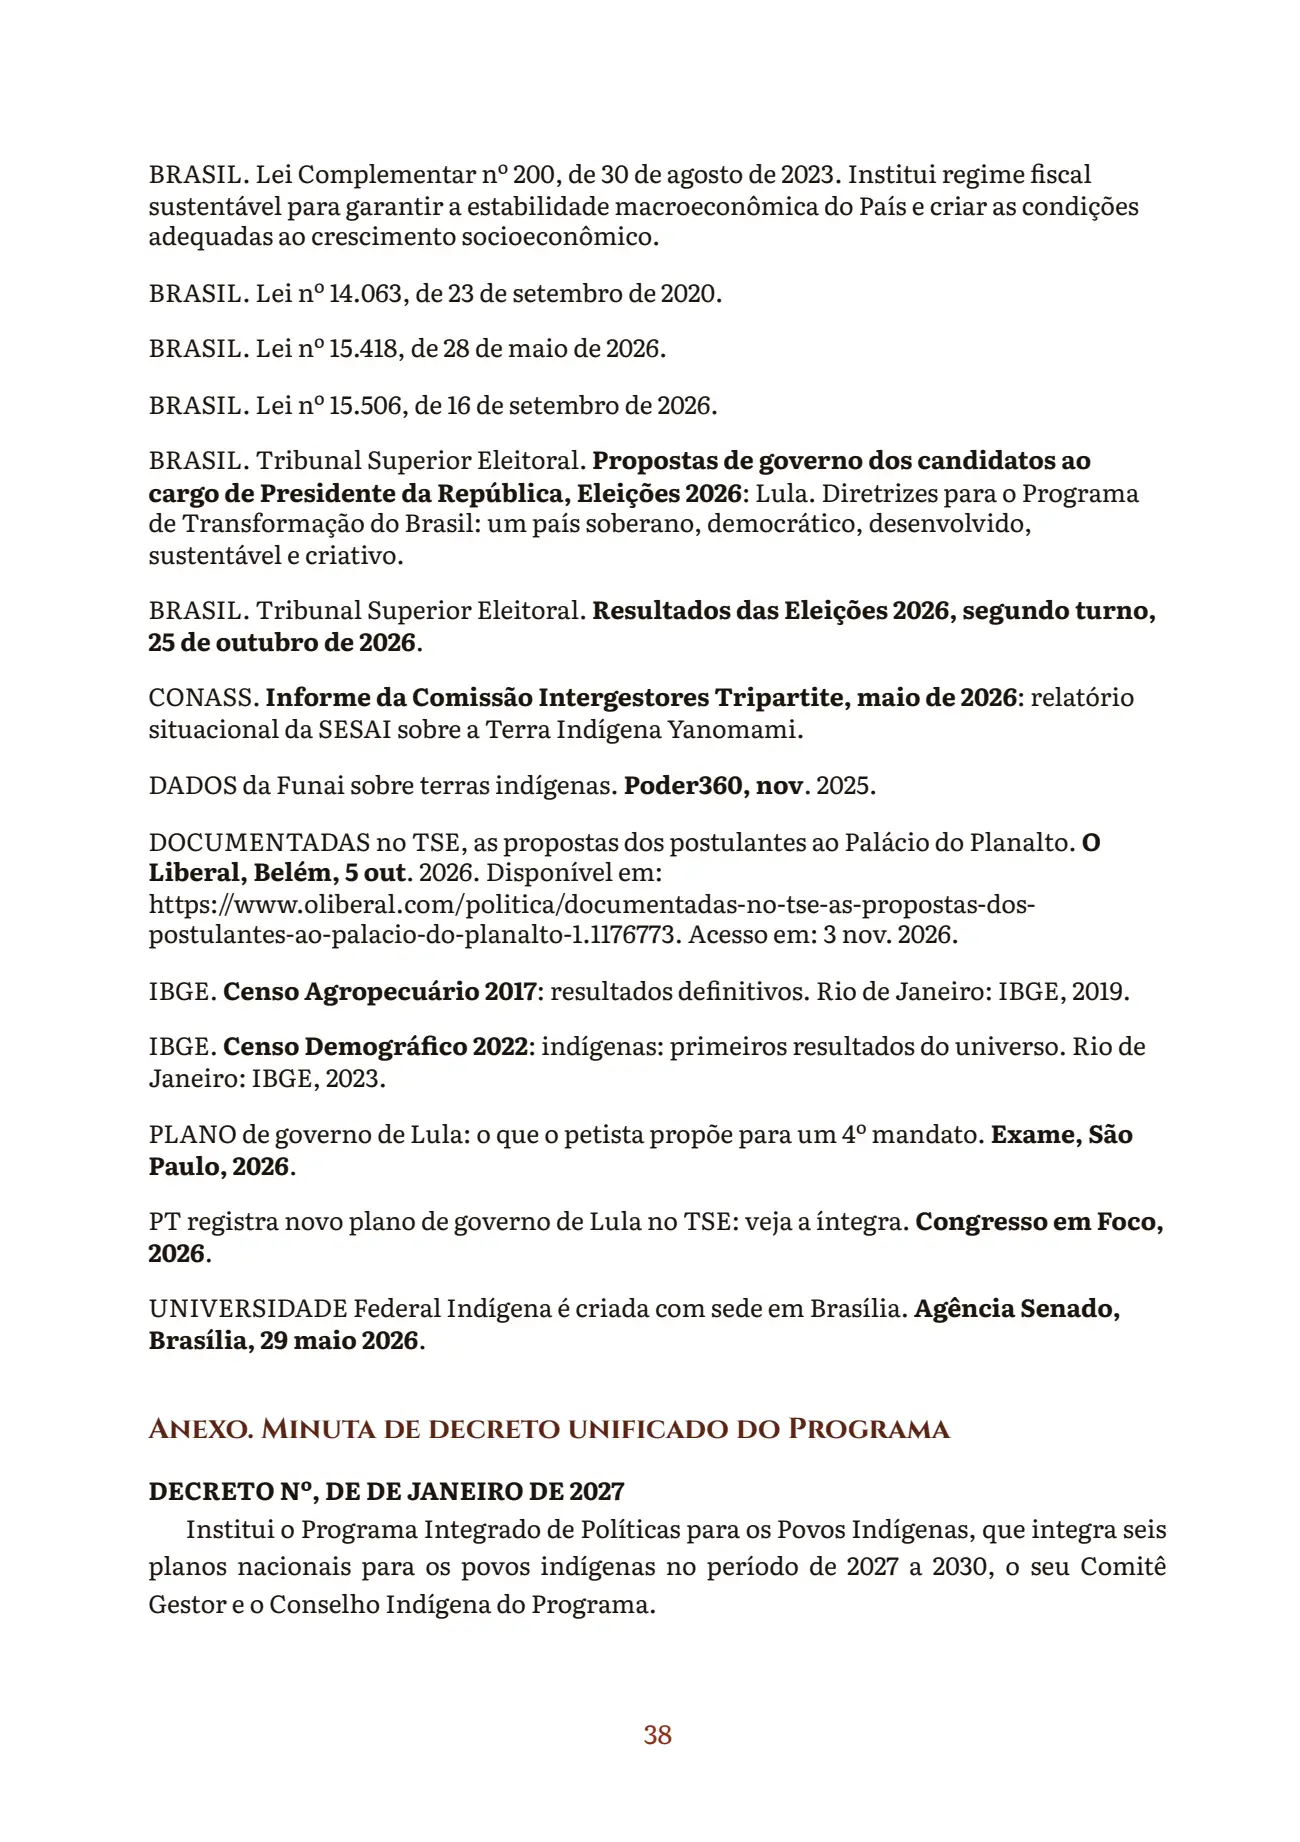 BRASIL. Lei Complementar nº 200, de 30 de agosto de 2023. Institui regime fiscal
sustentável para garantir a estabilidade macroeconômica do País e criar as condições
adequadas ao crescimento socioeconômico.
BRASIL. Lei nº 14.063, de 23 de setembro de 2020.
BRASIL. Lei nº 15.418, de 28 de maio de 2026.
BRASIL. Lei nº 15.506, de 16 de setembro de 2026.
BRASIL. Tribunal Superior Eleitoral. Propostas de governo dos candidatos ao
cargo de Presidente da República, Eleições 2026: Lula. Diretrizes para o Programa
de Transformação do Brasil: um país soberano, democrático, desenvolvido,
sustentável e criativo.
BRASIL. Tribunal Superior Eleitoral. Resultados das Eleições 2026, segundo turno,
25 de outubro de 2026.
CONASS. Informe da Comissão Intergestores Tripartite, maio de 2026: relatório
situacional da SESAI sobre a Terra Indígena Yanomami.
DADOS da Funai sobre terras indígenas. Poder360, nov. 2025.
DOCUMENTADAS no TSE, as propostas dos postulantes ao Palácio do Planalto. O
Liberal, Belém, 5 out. 2026. Disponível em:
https://www.oliberal.com/politica/documentadas-no-tse-as-propostas-dos-
postulantes-ao-palacio-do-planalto-1.1176773. Acesso em: 3 nov. 2026.
IBGE. Censo Agropecuário 2017: resultados definitivos. Rio de Janeiro: IBGE, 2019.
IBGE. Censo Demográfico 2022: indígenas: primeiros resultados do universo. Rio de
Janeiro: IBGE, 2023.
PLANO de governo de Lula: o que o petista propõe para um 4º mandato. Exame, São
Paulo, 2026.
PT registra novo plano de governo de Lula no TSE: veja a íntegra. Congresso em Foco,
2026.
UNIVERSIDADE Federal Indígena é criada com sede em Brasília. Agência Senado,
Brasília, 29 maio 2026.
Anexo. Minuta de decreto unificado do Programa
DECRETO Nº, DE DE JANEIRO DE 2027
Institui o Programa Integrado de Políticas para os Povos Indígenas, que integra seis
planos nacionais para os povos indígenas no período de 2027 a 2030, o seu Comitê
Gestor e o Conselho Indígena do Programa.
38